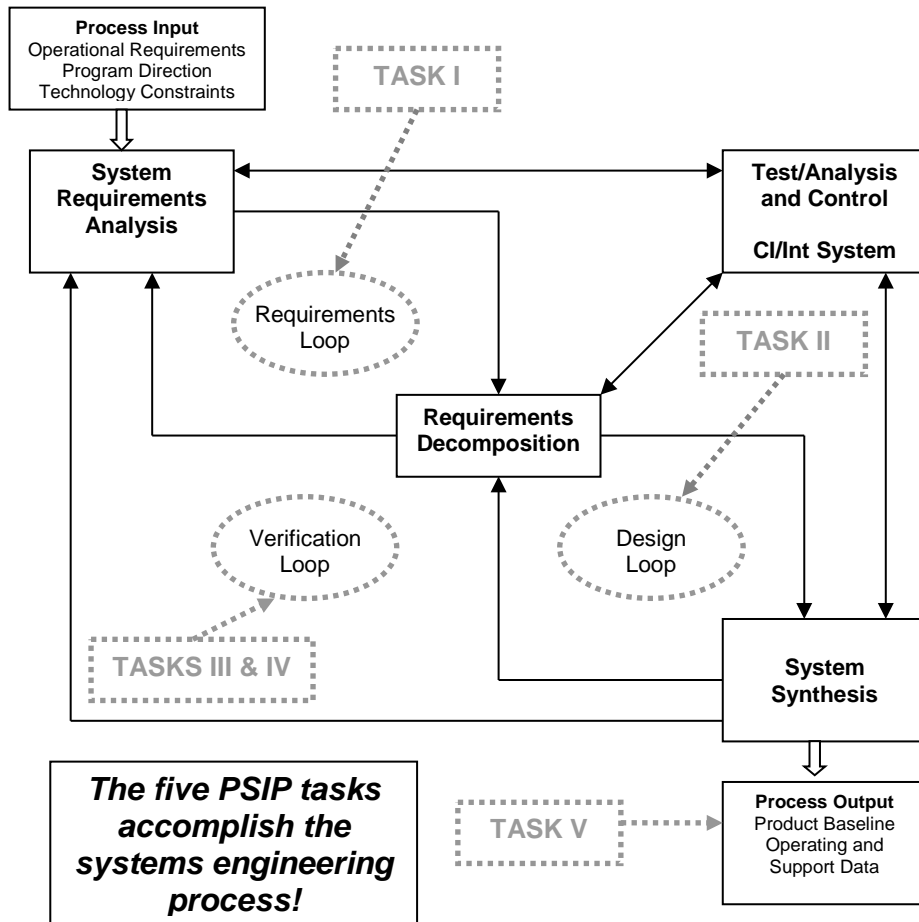 Process Input
Operational Requirements
Program Direction
Technology Constraints
TASK I
System
Requirements
Analysis
Test/Analysis
and Control
CI/Int System
Requirements
Loop
TASK II
Requirements
Decomposition
Verification
Loop
Design
Loop
TASKS III & IV
System
Synthesis
The five PSIP tasks
accomplish the
systems engineering
process!
TASK V
Process Output
Product Baseline
Operating and
Support Data